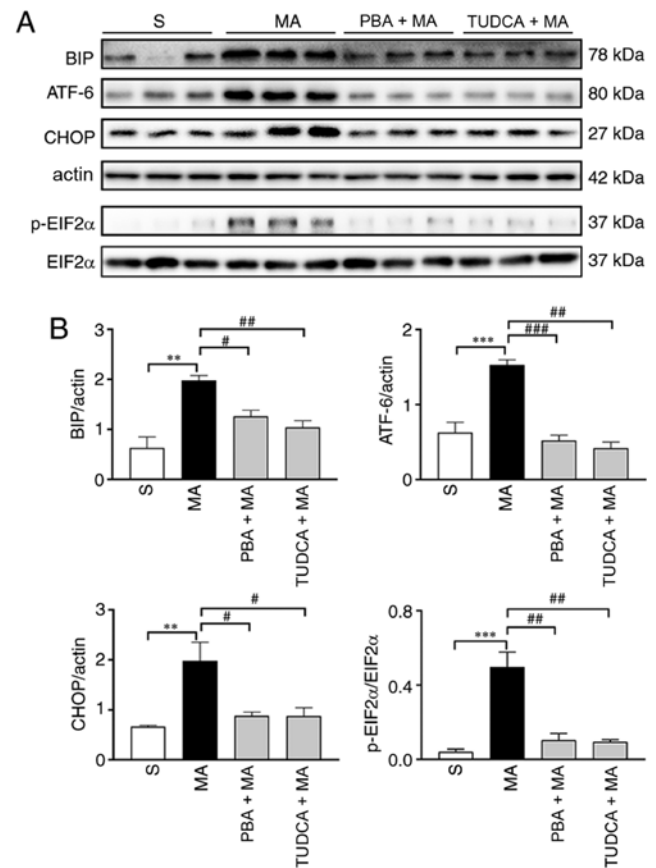 A
S MA PBA + MA TUDCA + MA
BIP 78 kDa
ATF-6 80 kDa
CHOP 27 kDa
actin 42 kDa
p-EIF2α 37 kDa
EIF2α 37 kDa
B
BIP/actin
3
2
1
0
**
#
##
S
MA
PBA + MA
TUDCA + MA
ATF-6/actin
2
1
0
***
###
##
S
MA
PBA + MA
TUDCA + MA
CHOP/actin
3
2
1
0
**
#
#
S
MA
PBA + MA
TUDCA + MA
p-EIF2α/EIF2α
0.8
0.4
0.0
***
##
##
S
MA
PBA + MA
TUDCA + MA